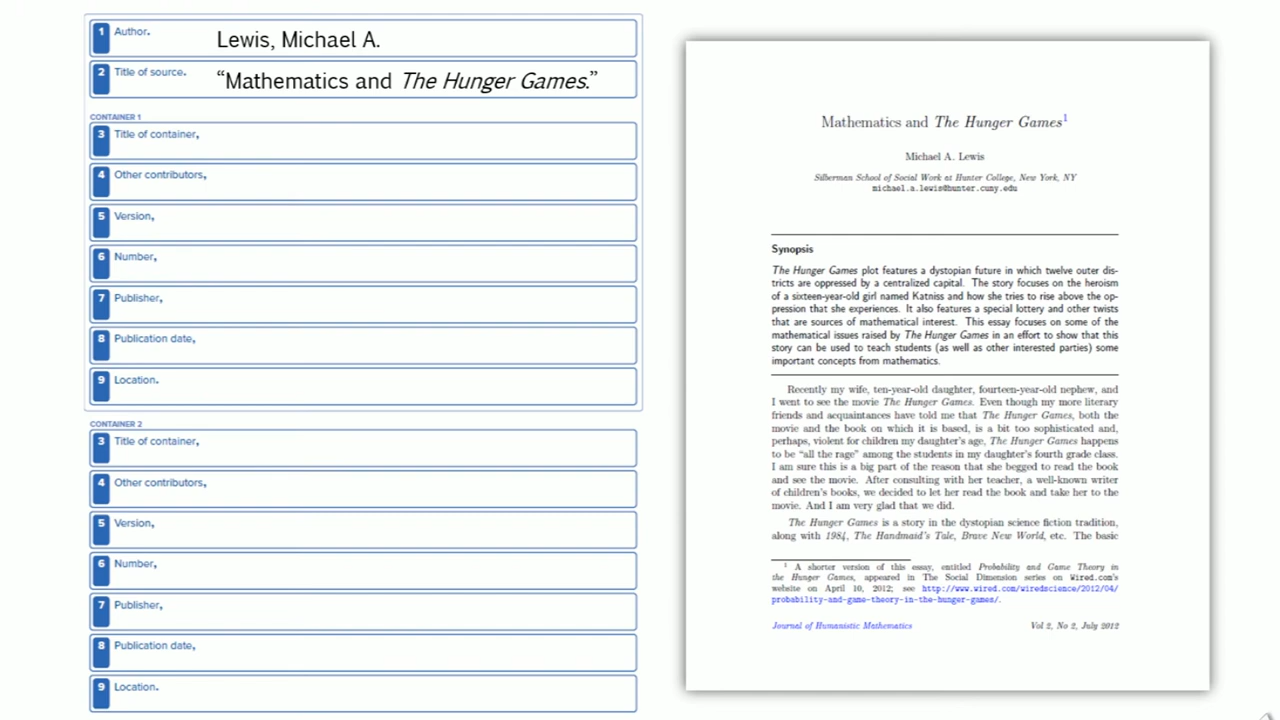 1 Author. Lewis, Michael A.
2 Title of source. “Mathematics and The Hunger Games.”
CONTAINER 1
3 Title of container,
4 Other contributors,
5 Version,
6 Number,
7 Publisher,
8 Publication date,
9 Location.
CONTAINER 2
3 Title of container,
4 Other contributors,
5 Version,
6 Number,
7 Publisher,
8 Publication date,
9 Location.
Mathematics and The Hunger Games¹
Michael A. Lewis
Silberman School of Social Work at Hunter College, New York, NY
michael.a.lewis@hunter.cuny.edu
Synopsis
The Hunger Games plot features a dystopian future in which twelve outer dis-
tricts are oppressed by a centralized capital. The story focuses on the heroism
of a sixteen-year-old girl named Katniss and how she tries to rise above the op-
pression that she experiences. It also features a special lottery and other twists
that are sources of mathematical interest. This essay focuses on some of the
mathematical issues raised by The Hunger Games in an effort to show that this
story can be used to teach students (as well as other interested parties) some
important concepts from mathematics.
Recently my wife, ten-year-old daughter, fourteen-year-old nephew, and
I went to see the movie The Hunger Games. Even though my more literary
friends and acquaintances have told me that The Hunger Games, both the
movie and the book on which it is based, is a bit too sophisticated and,
perhaps, violent for children my daughter's age, The Hunger Games happens
to be “all the rage” among the students in my daughter's fourth grade class.
I am sure this is a big part of the reason that she begged to read the book
and see the movie. After consulting with her teacher, a well-known writer
of children's books, we decided to let her read the book and take her to the
movie. And I am very glad that we did.
The Hunger Games is a story in the dystopian science fiction tradition,
along with 1984, The Handmaid's Tale, Brave New World, etc. The basic
¹ A shorter version of this essay, entitled Probability and Game Theory in
the Hunger Games, appeared in The Social Dimension series on Wired.com's
website on April 10, 2012; see http://www.wired.com/wiredscience/2012/04/
probability-and-game-theory-in-the-hunger-games/.
Journal of Humanistic Mathematics Vol 2, No 2, July 2012